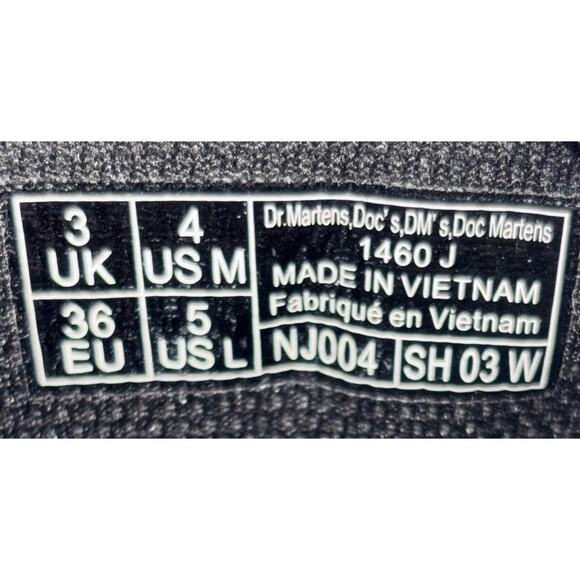 3
UK
4
US M
36
EU
5
US L
Dr.Martens,Doc's,DM's,Doc Martens
1460 J
MADE IN VIETNAM
Fabriqué en Vietnam
NJ004
SH 03 W